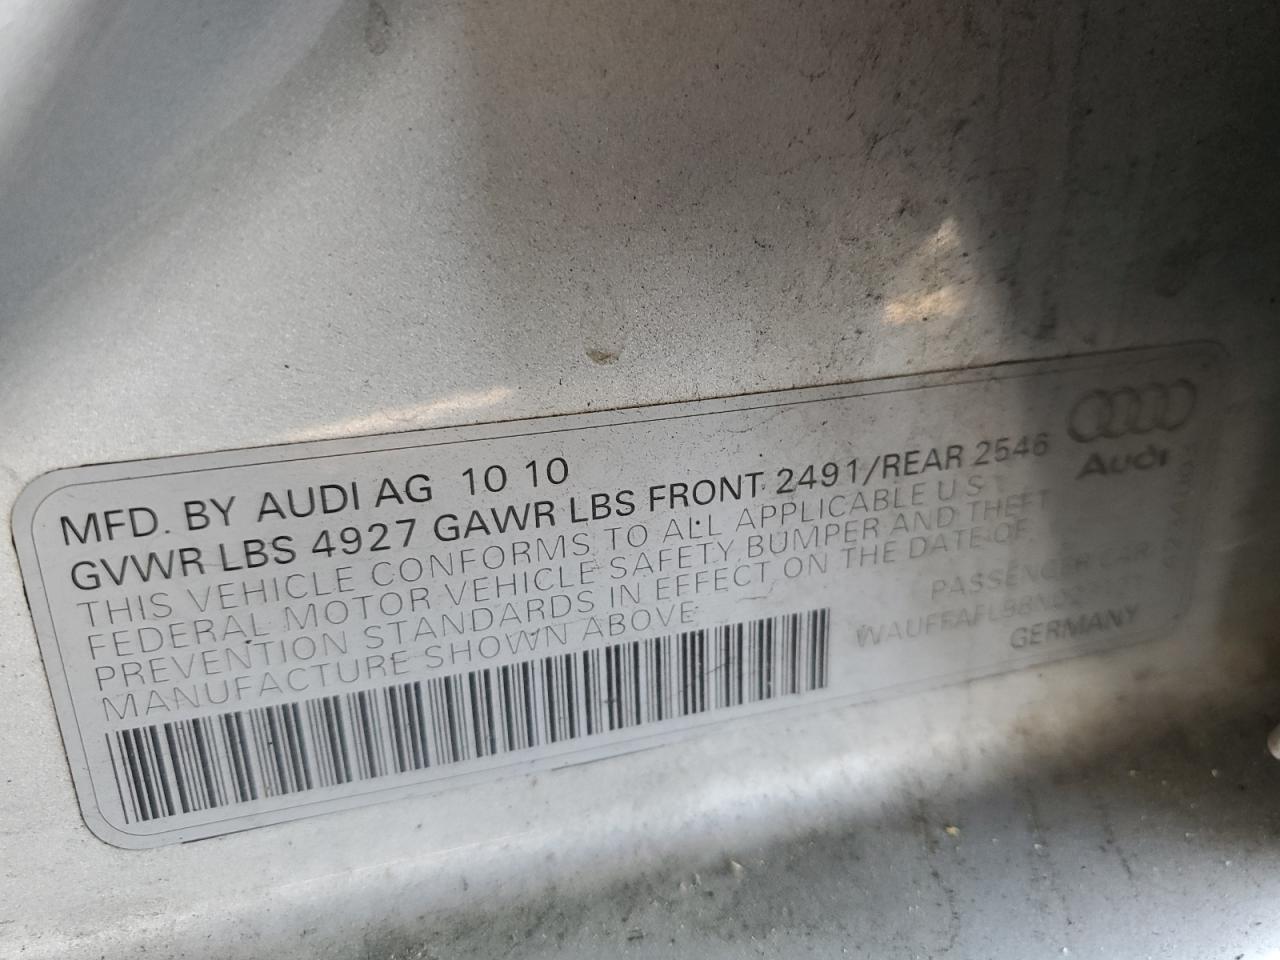 MFD. BY AUDI AG 10 10
GVWR LBS 4927 GAWR LBS FRONT 2491/REAR 2546
THIS VEHICLE CONFORMS TO ALL APPLICABLE U S
FEDERAL MOTOR VEHICLE SAFETY BUMPER AND THEFT
PREVENTION STANDARDS IN EFFECT ON THE DATE OF
MANUFACTURE SHOWN ABOVE
Audi
PASSENGER CAR
GERMANY